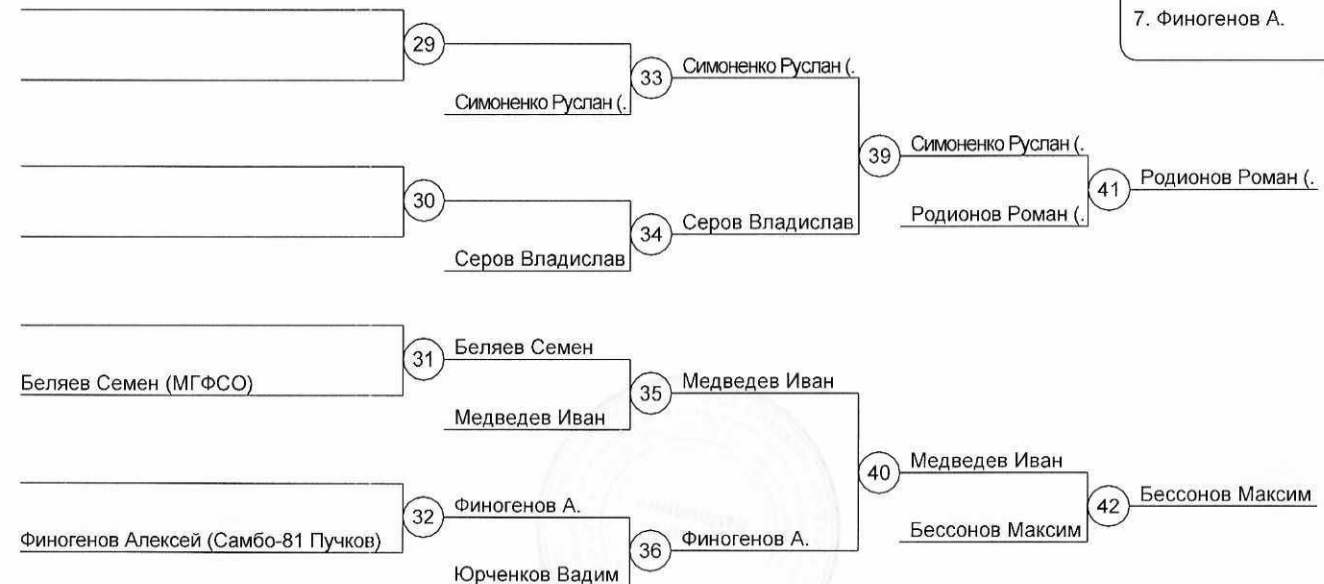 7. Финогенов А.
29
Симоненко Руслан (.
33
Симоненко Руслан (.
30
Серов Владислав
34
Серов Владислав
39
Симоненко Руслан (.
Родионов Роман (.
41
Родионов Роман (.
Беляев Семен (МГФСО)
31
Беляев Семен
Медведев Иван
35
Медведев Иван
Финогенов Алексей (Самбо-81 Пучков)
32
Финогенов А.
Юрченков Вадим
36
Финогенов А.
40
Медведев Иван
Бессонов Максим
42
Бессонов Максим